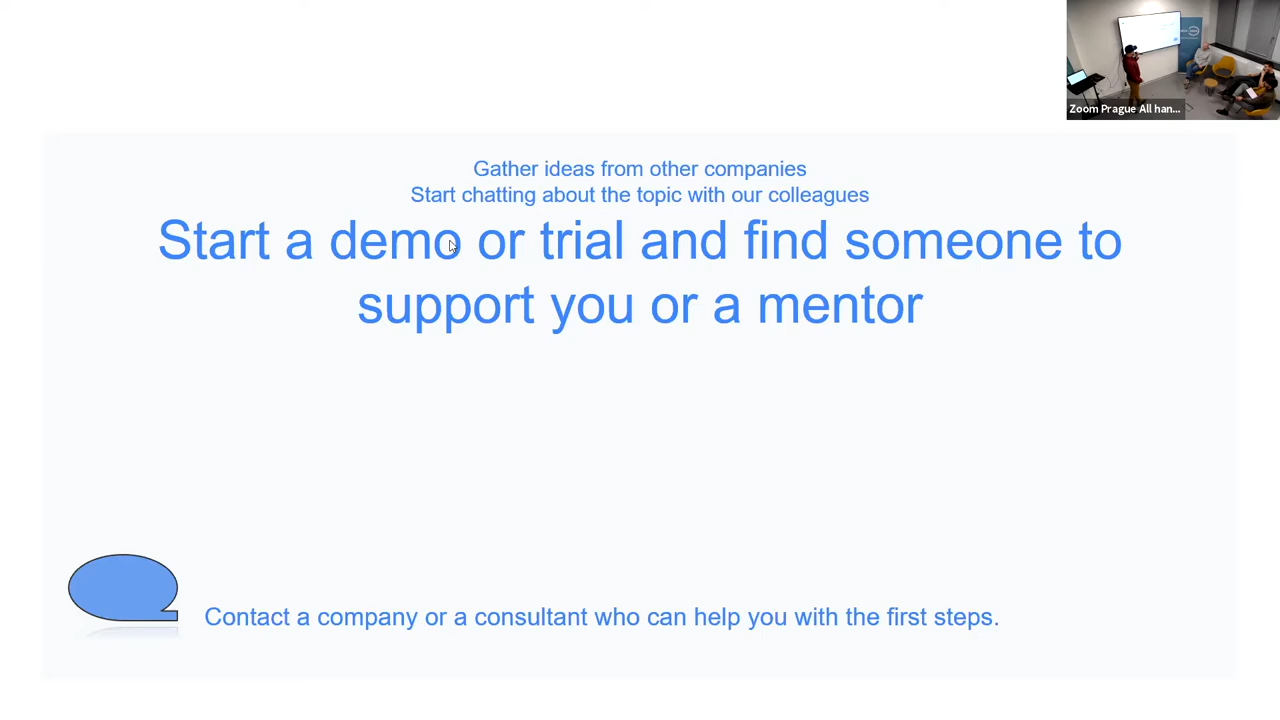 Zoom Prague All han...
Gather ideas from other companies
Start chatting about the topic with our colleagues
Start a demo or trial and find someone to
support you or a mentor
Contact a company or a consultant who can help you with the first steps.